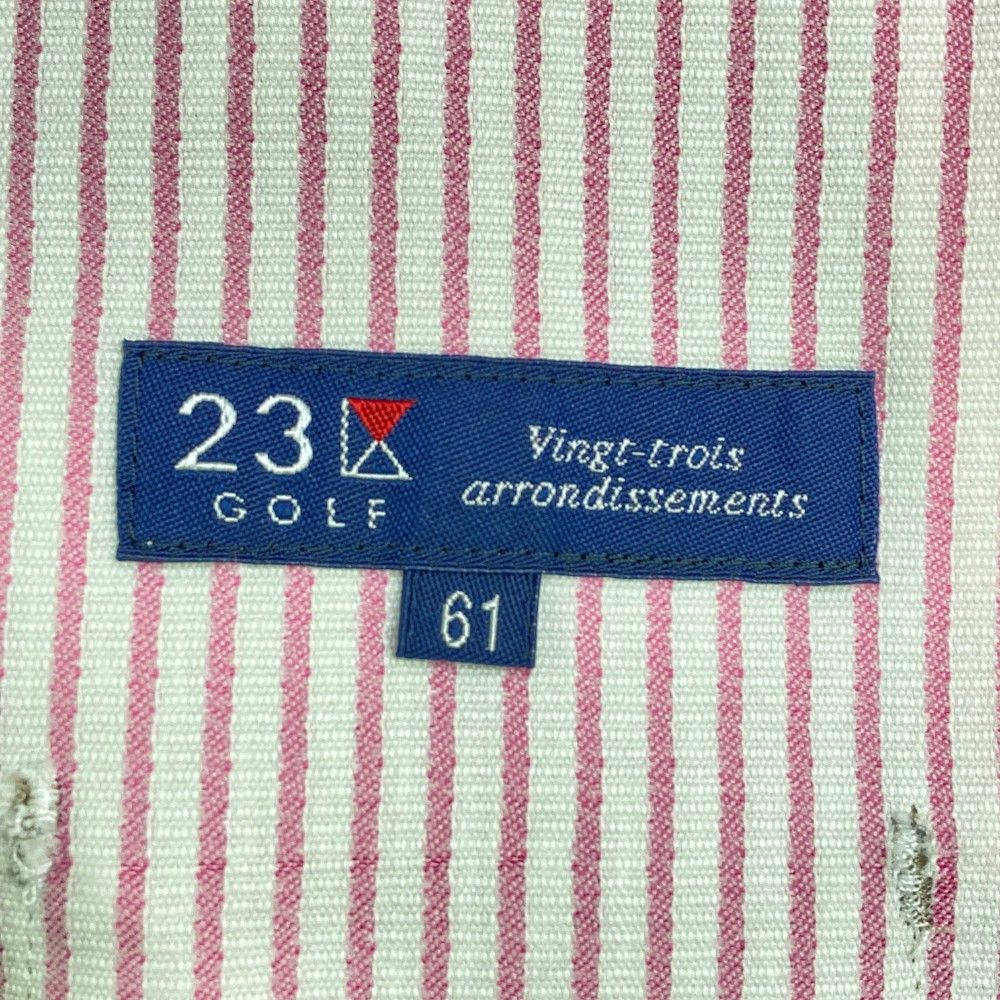 23
GOLF
Vingt-trois
arrondissements
61